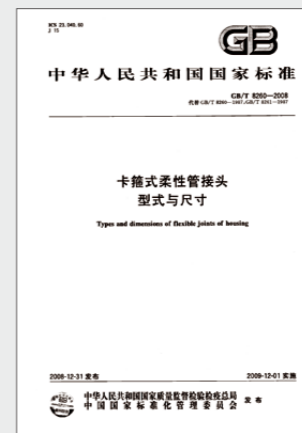 ICS 23.040.60
J 15
GB
中华人民共和国国家标准
GB/T 8260—2008
代替 GB/T 8260—1987,GB/T 8261—1987
卡箍式柔性管接头
型式与尺寸
Types and dimensions of flexible joints of housing
2008-12-31 发布
2009-12-01 实施
中华人民共和国国家质量监督检验检疫总局
中国国家标准化管理委员会
发布